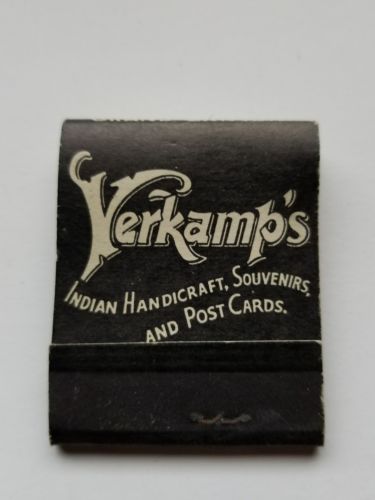 Verkamp's
INDIAN HANDICRAFT, SOUVENIRS,
AND POST CARDS.